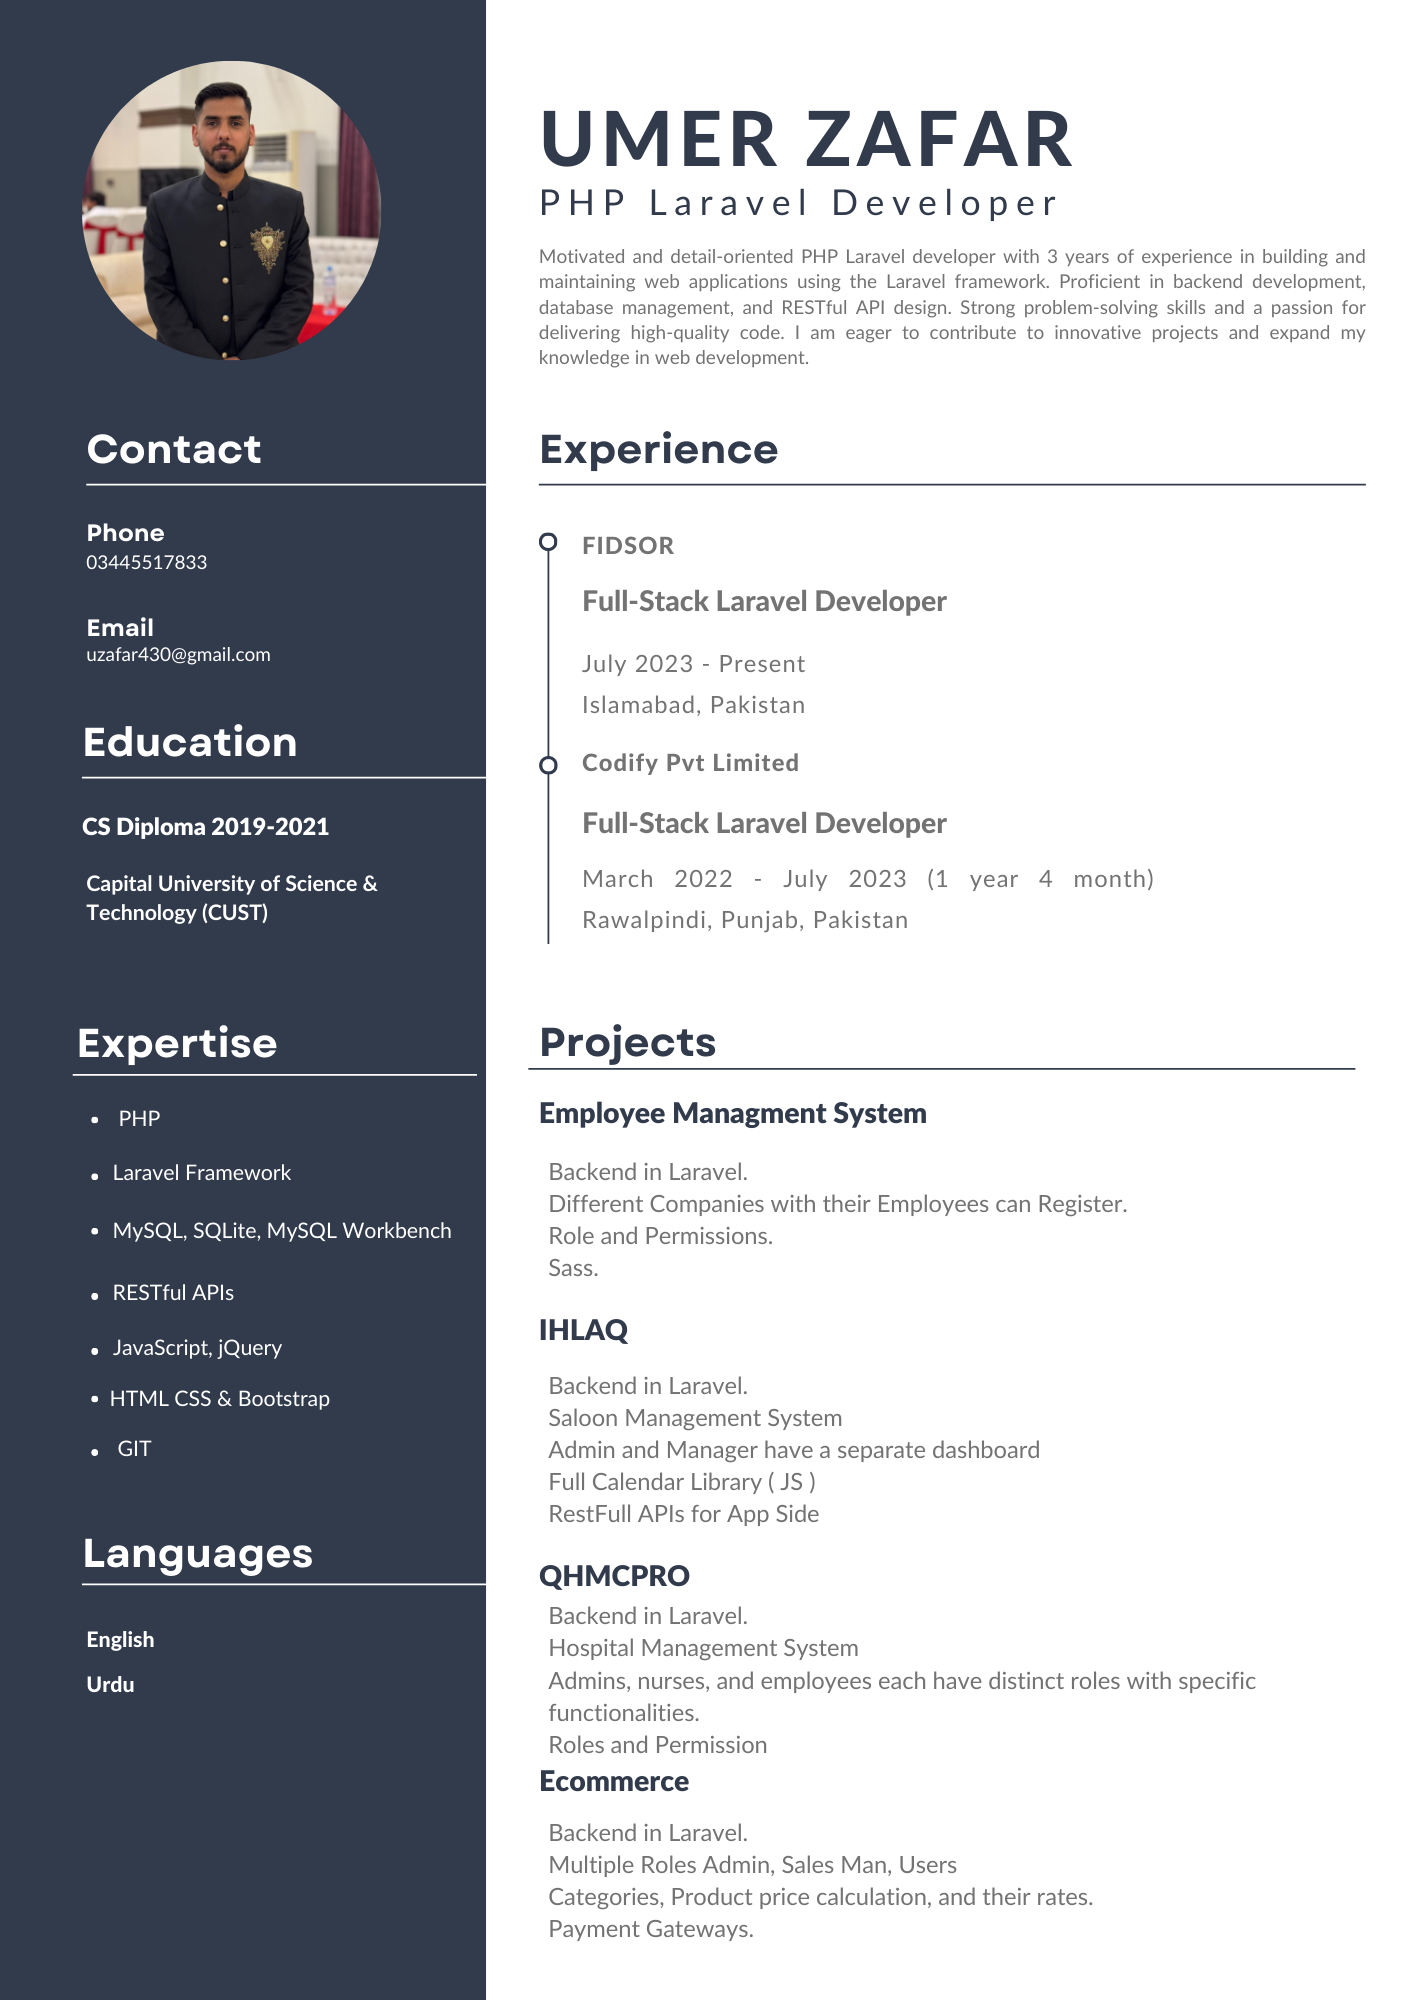 UMER ZAFAR
PHP Laravel Developer
Motivated and detail-oriented PHP Laravel developer with 3 years of experience in building and
maintaining web applications using the Laravel framework. Proficient in backend development,
database management, and RESTful API design. Strong problem-solving skills and a passion for
delivering high-quality code. I am eager to contribute to innovative projects and expand my
knowledge in web development.
Contact
Phone
03445517833
Email
uzafar430@gmail.com
Education
CS Diploma 2019-2021
Capital University of Science &
Technology (CUST)
Expertise
• PHP
• Laravel Framework
• MySQL, SQLite, MySQL Workbench
• RESTful APIs
• JavaScript, jQuery
• HTML CSS & Bootstrap
• GIT
Languages
English
Urdu
Experience
FIDSOR
Full-Stack Laravel Developer
July 2023 - Present
Islamabad, Pakistan
Codify Pvt Limited
Full-Stack Laravel Developer
March 2022 - July 2023 (1 year 4 month)
Rawalpindi, Punjab, Pakistan
Projects
Employee Managment System
Backend in Laravel.
Different Companies with their Employees can Register.
Role and Permissions.
Sass.
IHLAQ
Backend in Laravel.
Saloon Management System
Admin and Manager have a separate dashboard
Full Calendar Library ( JS )
RestFull APIs for App Side
QHMCPRO
Backend in Laravel.
Hospital Management System
Admins, nurses, and employees each have distinct roles with specific
functionalities.
Roles and Permission
Ecommerce
Backend in Laravel.
Multiple Roles Admin, Sales Man, Users
Categories, Product price calculation, and their rates.
Payment Gateways.